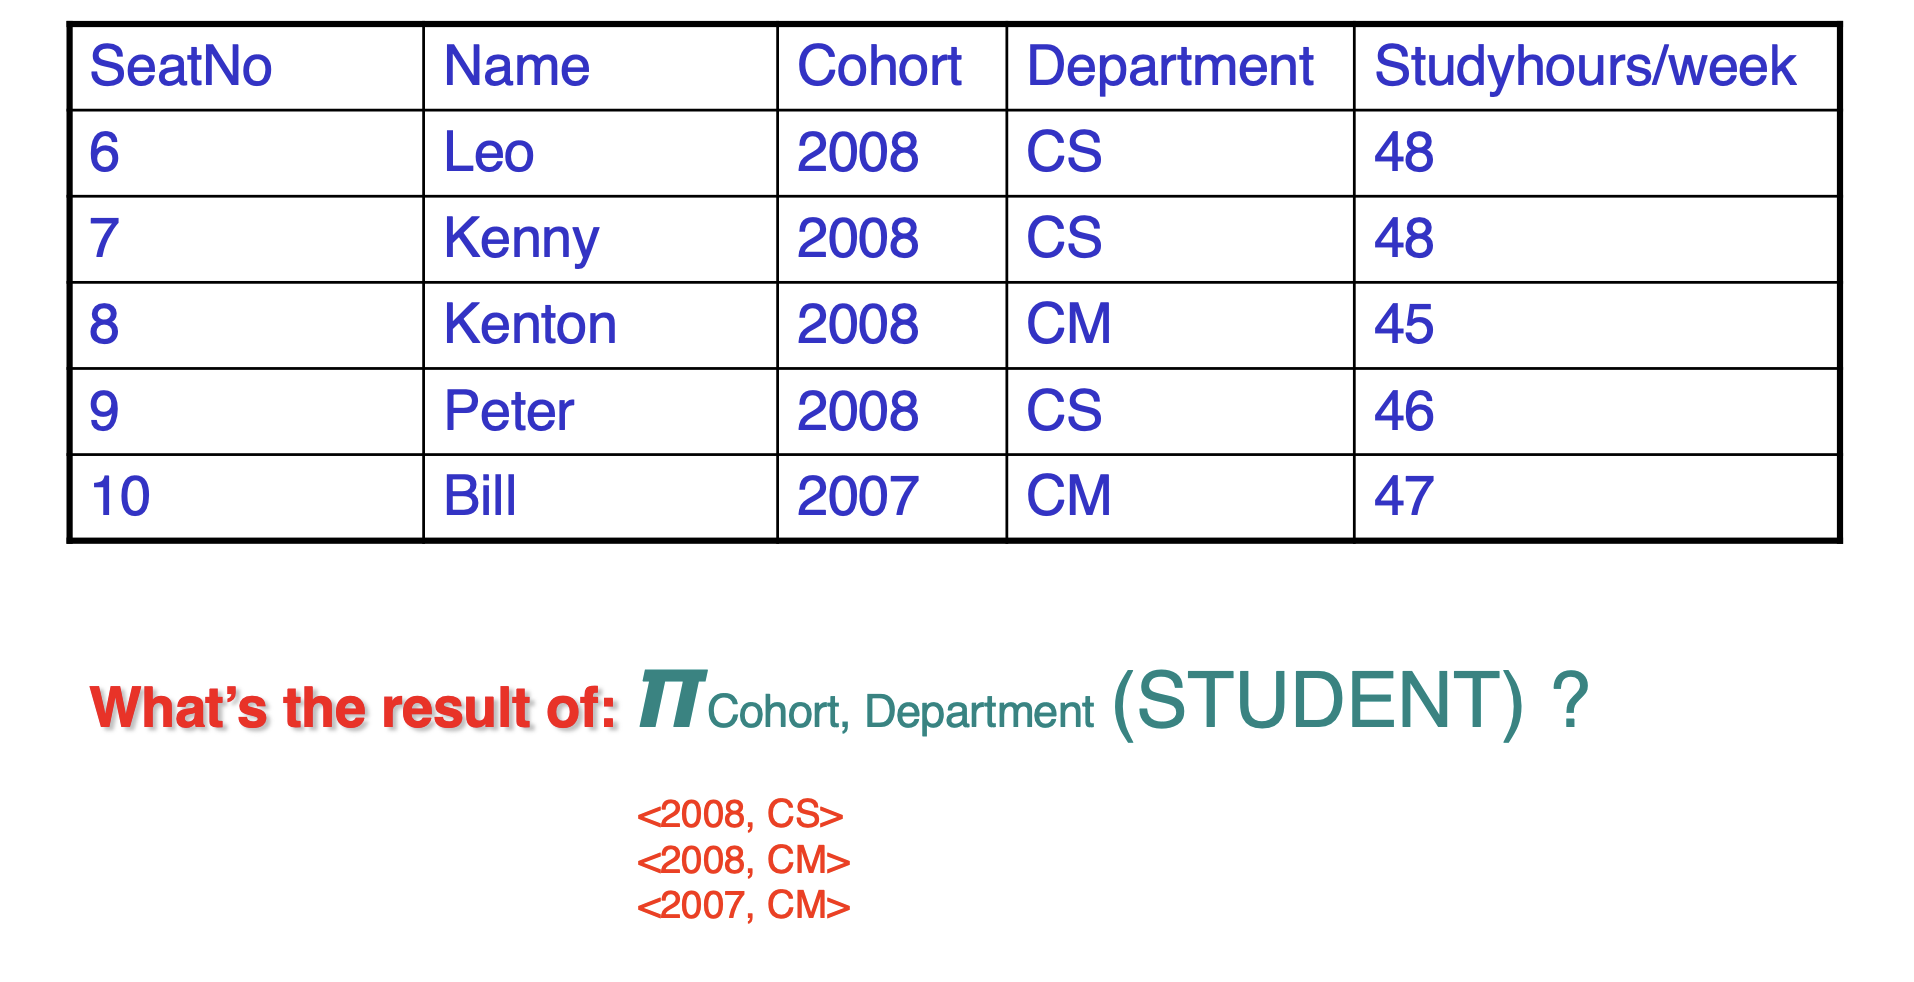 SeatNo Name Cohort Department Studyhours/week
6 Leo 2008 CS 48
7 Kenny 2008 CS 48
8 Kenton 2008 CM 45
9 Peter 2008 CS 46
10 Bill 2007 CM 47
What’s the result of: π Cohort, Department (STUDENT) ?
<2008, CS>
<2008, CM>
<2007, CM>